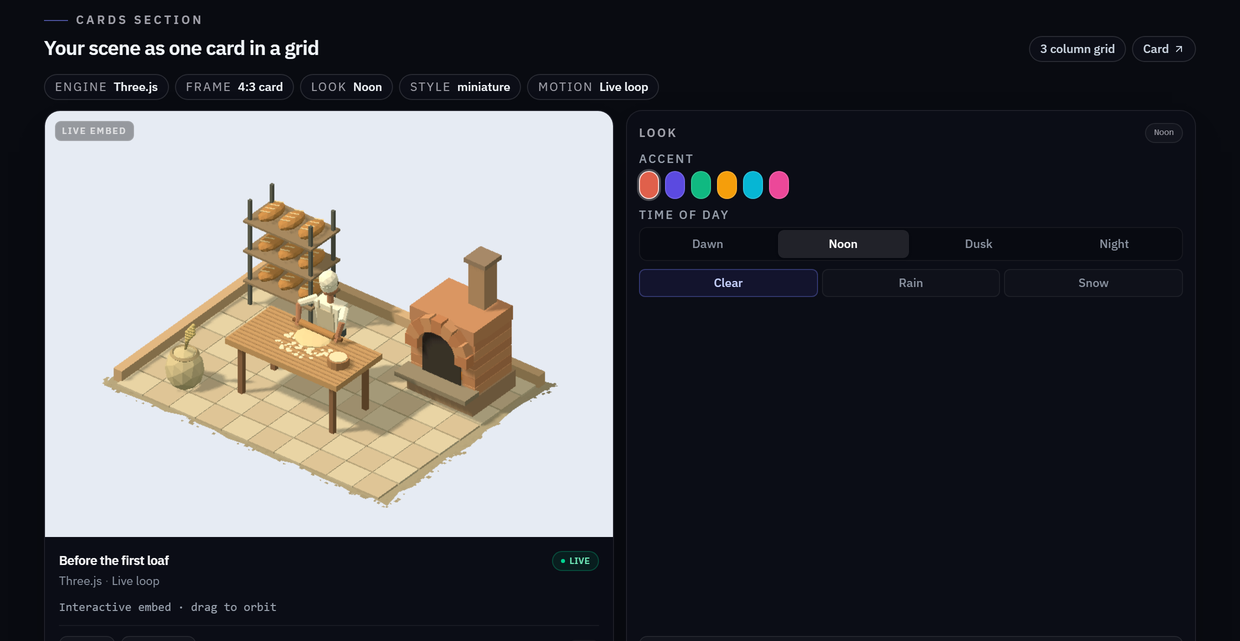 CARDS SECTION
Your scene as one card in a grid
3 column grid
Card ↗
ENGINE Three.js
FRAME 4:3 card
LOOK Noon
STYLE miniature
MOTION Live loop
LIVE EMBED
Before the first loaf
LIVE
Three.js · Live loop
Interactive embed · drag to orbit
LOOK
Noon
ACCENT
TIME OF DAY
Dawn
Noon
Dusk
Night
Clear
Rain
Snow